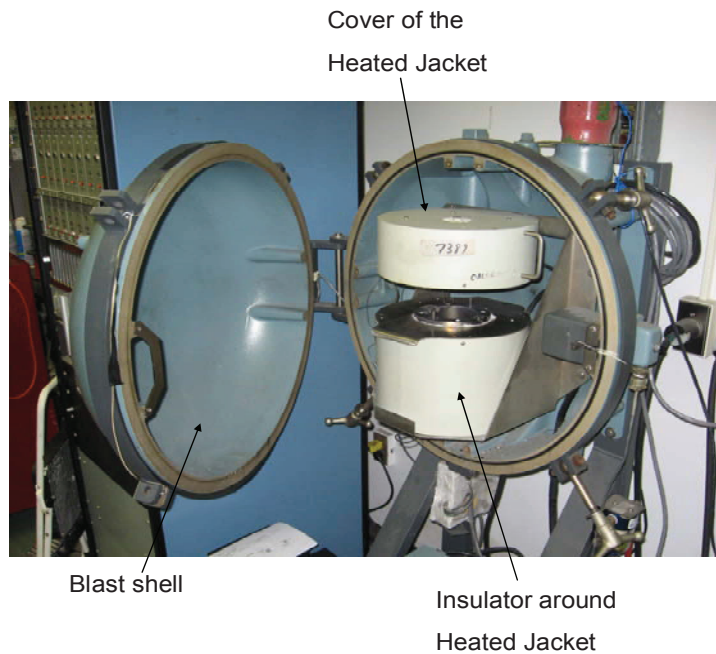 Cover of the
Heated Jacket
7387
Blast shell
Insulator around
Heated Jacket